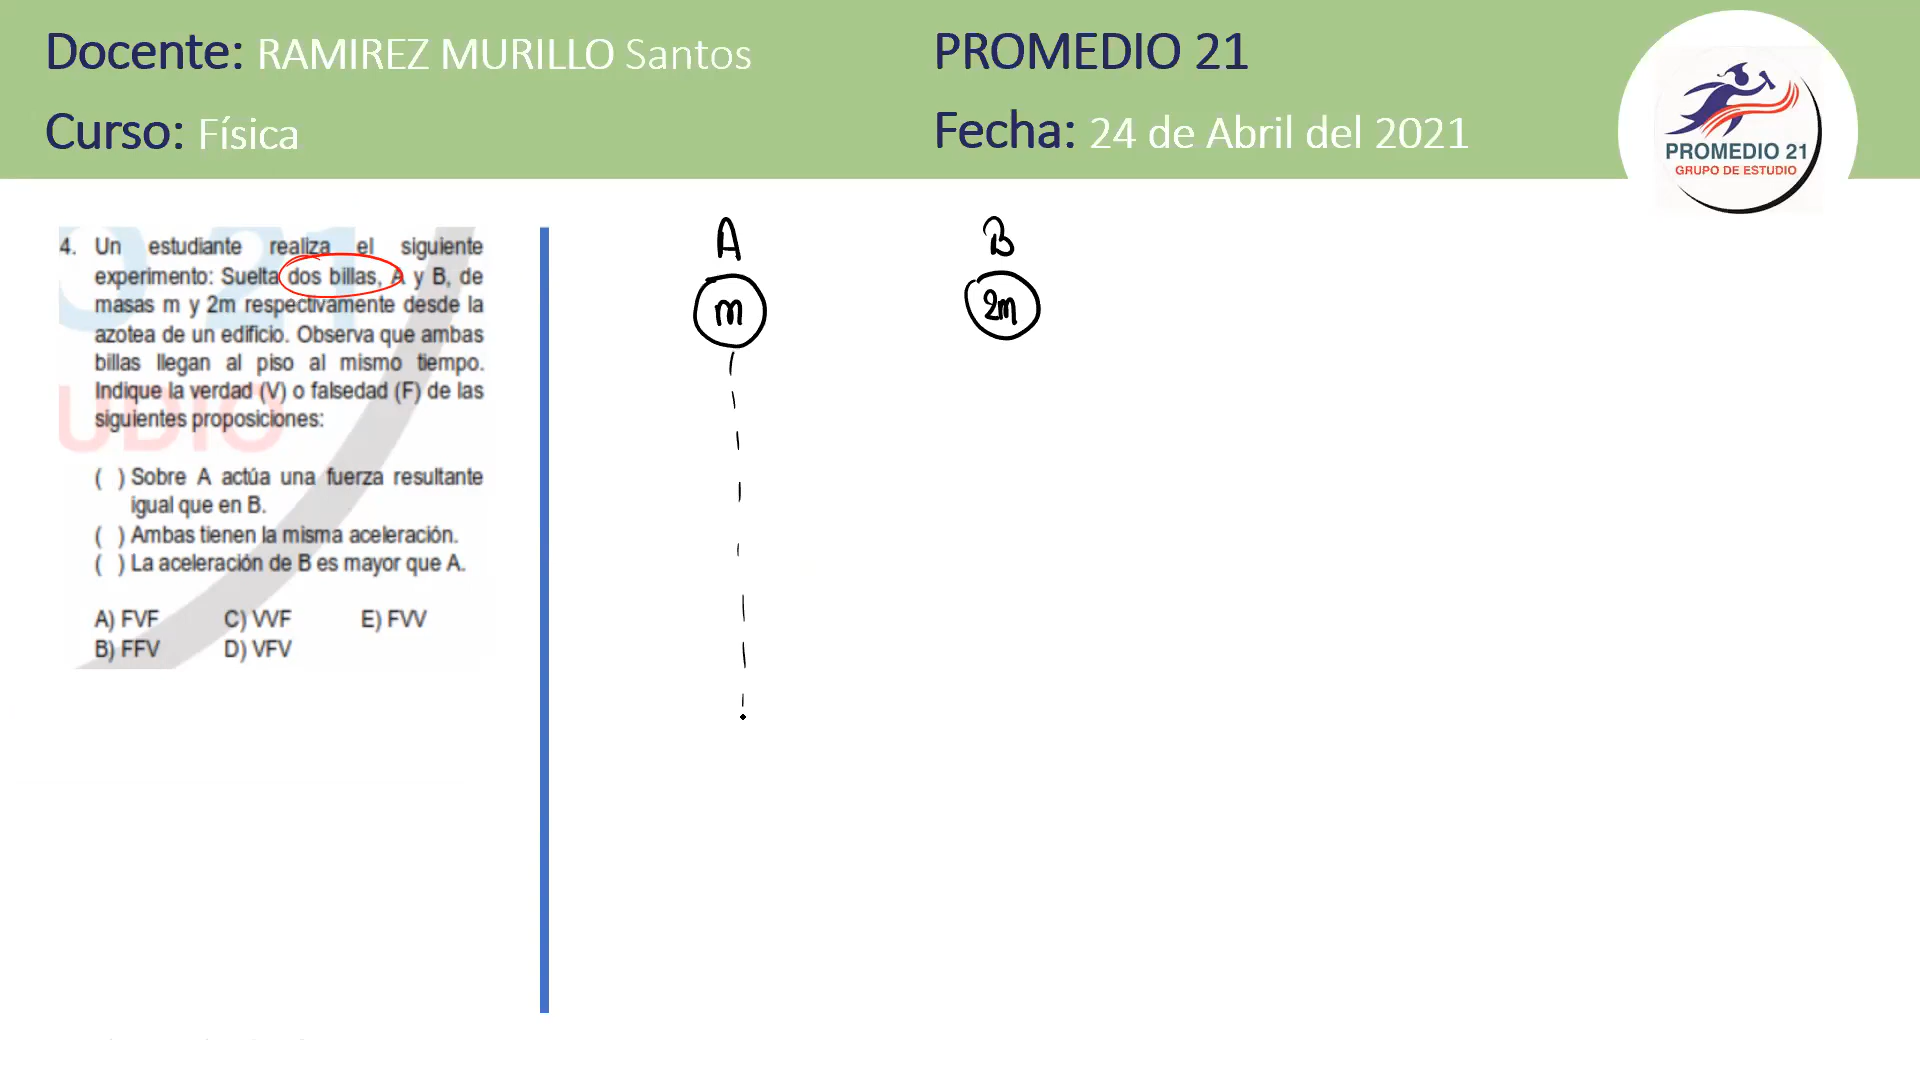 Docente: RAMIREZ MURILLO Santos
PROMEDIO 21
Curso: Física
Fecha: 24 de Abril del 2021
PROMEDIO 21
GRUPO DE ESTUDIO
4. Un estudiante realiza el siguiente
experimento: Suelta dos billas, A y B, de
masas m y 2m respectivamente desde la
azotea de un edificio. Observa que ambas
billas llegan al piso al mismo tiempo.
Indique la verdad (V) o falsedad (F) de las
siguientes proposiciones:
( ) Sobre A actúa una fuerza resultante
igual que en B.
( ) Ambas tienen la misma aceleración.
( ) La aceleración de B es mayor que A.
A) FVF C) VVF E) FVV
B) FFV D) VFV
A B
m 2m
UDIO